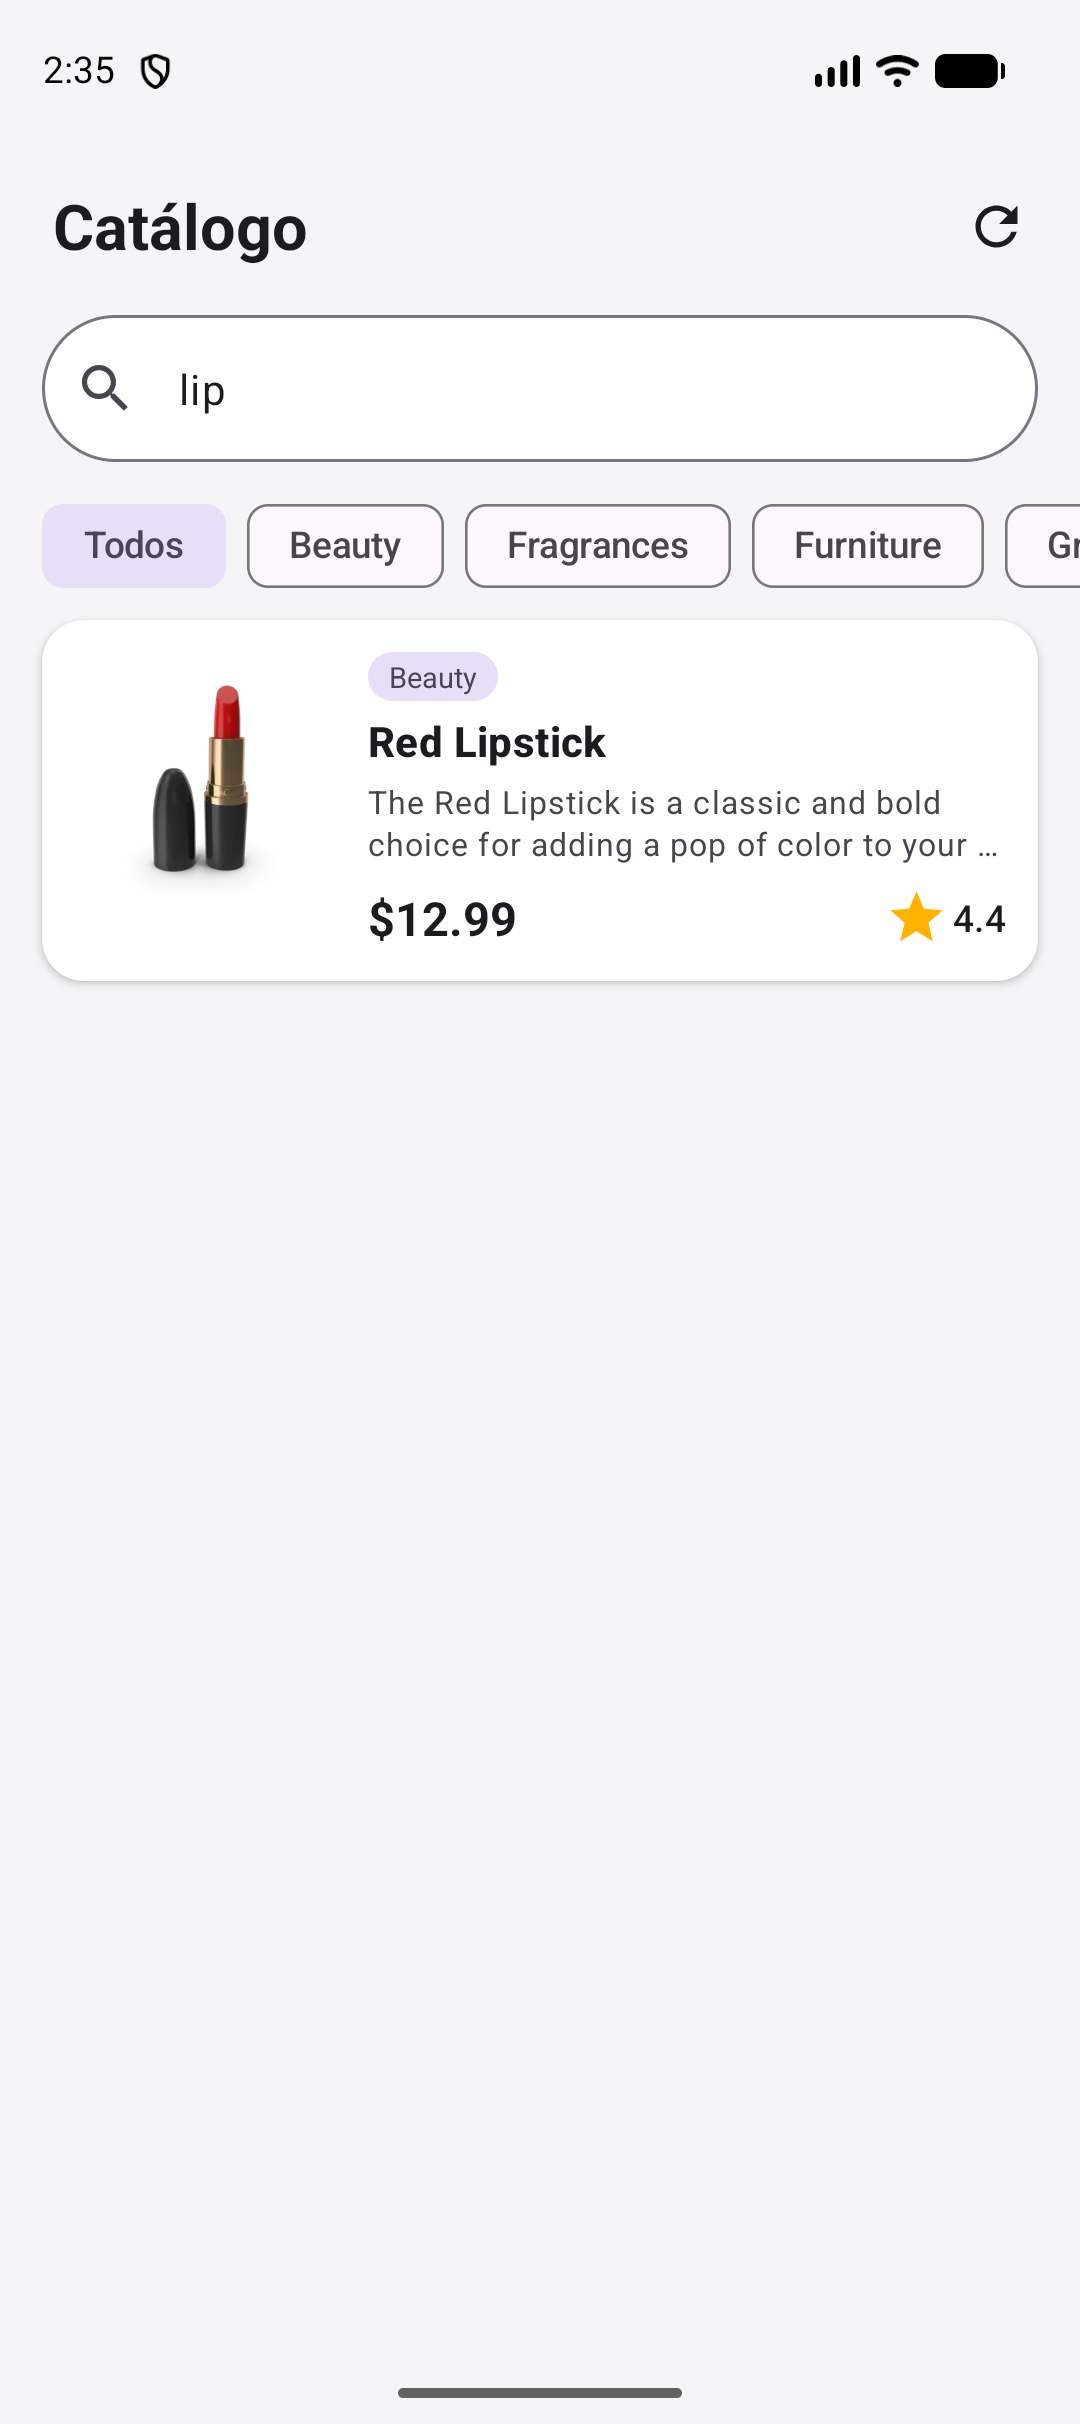 2:35
Catálogo
lip
Todos Beauty Fragrances Furniture Gr
Beauty
Red Lipstick
The Red Lipstick is a classic and bold
choice for adding a pop of color to your …
$12.99 4.4